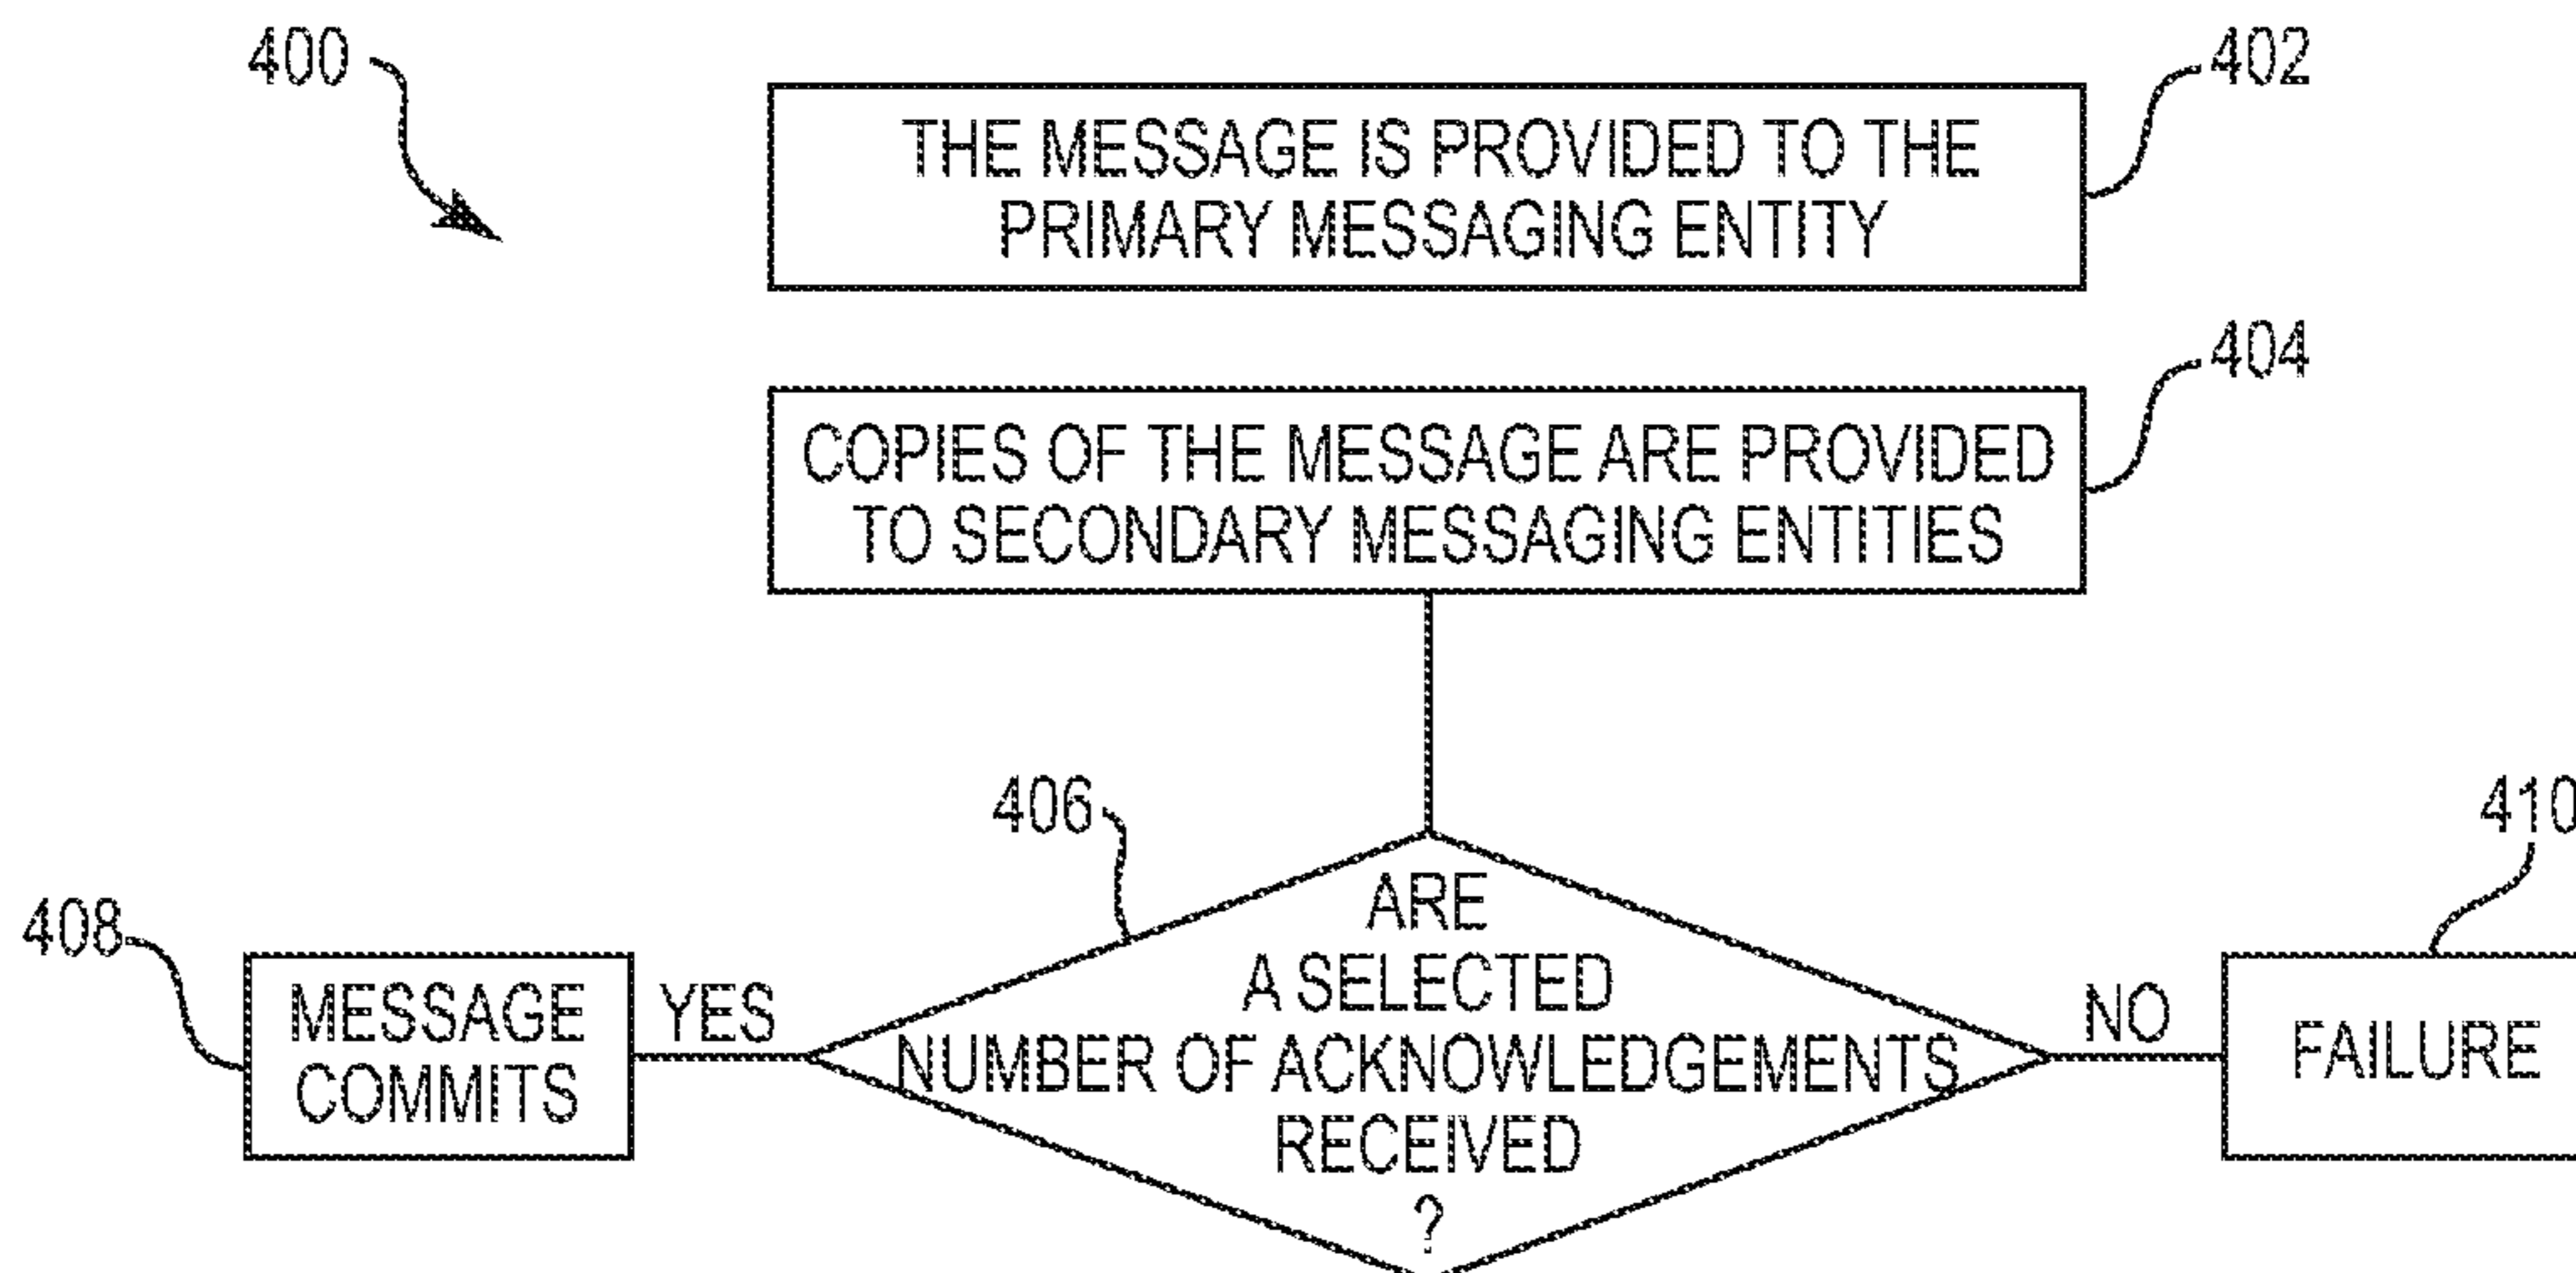 400
402
THE MESSAGE IS PROVIDED TO THE
PRIMARY MESSAGING ENTITY
404
COPIES OF THE MESSAGE ARE PROVIDED
TO SECONDARY MESSAGING ENTITIES
406
410
408
MESSAGE
COMMITS
YES
ARE
A SELECTED
NUMBER OF ACKNOWLEDGEMENTS
RECEIVED
?
NO
FAILURE